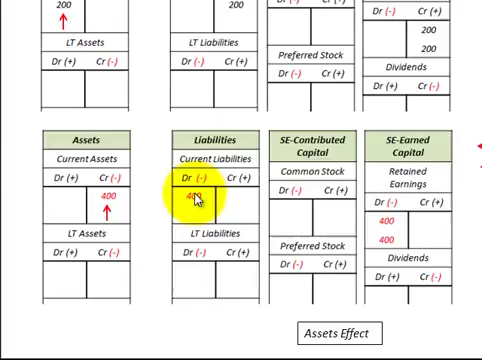 200
200
LT Assets
LT Liabilities
Dr (+) Cr (-)
Dr (-) Cr (+)
Preferred Stock
Dr (-) Cr (+)
Dr (-) Cr (+)
200
200
Dividends
Dr (+) Cr (-)
Assets
Current Assets
Dr (+) Cr (-)
400
LT Assets
Dr (+) Cr (-)
Liabilities
Current Liabilities
Dr (-) Cr (+)
400
LT Liabilities
Dr (-) Cr (+)
SE-Contributed
Capital
Common Stock
Dr (-) Cr (+)
Preferred Stock
Dr (-) Cr (+)
SE-Earned
Capital
Retained
Earnings
Dr (-) Cr (+)
400
400
Dividends
Dr (+) Cr (-)
Assets Effect